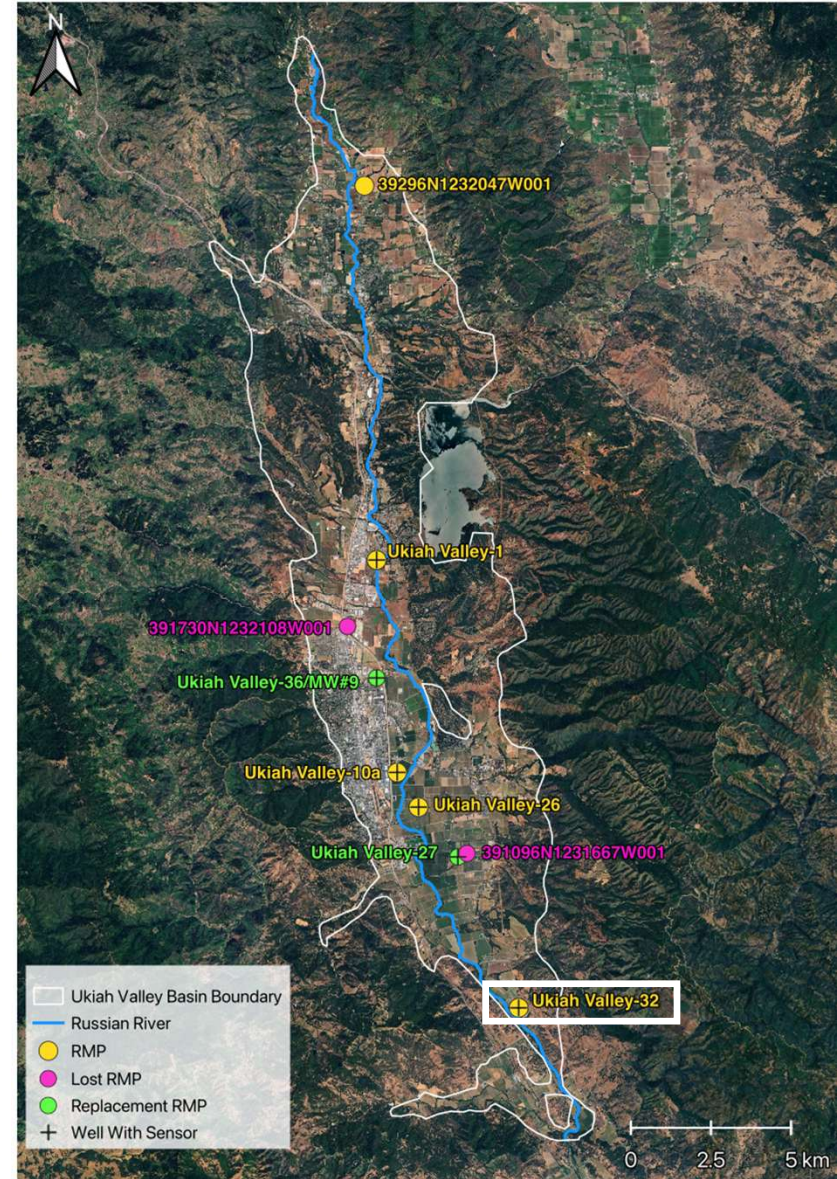 N
39296N1232047W001
Ukiah Valley-1
391730N1232108W001
Ukiah Valley-36/MW#9
Ukiah Valley-10a
Ukiah Valley-26
Ukiah Valley-27
391096N1231667W001
Ukiah Valley-32
Ukiah Valley Basin Boundary
Russian River
RMP
Lost RMP
Replacement RMP
Well With Sensor
0 2.5 5 km